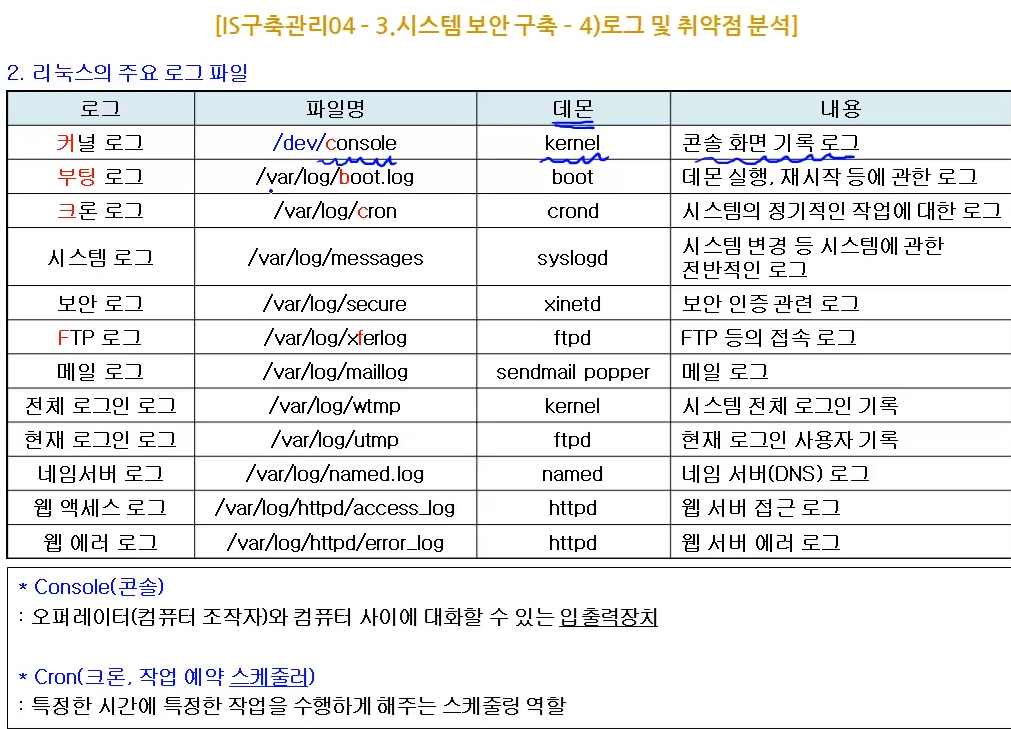 [IS구축관리04 - 3.시스템 보안 구축 - 4)로그 및 취약점 분석]
2. 리눅스의 주요 로그 파일
로그 파일명 데몬 내용
커널 로그 /dev/console kernel 콘솔 화면 기록 로그
부팅 로그 /var/log/boot.log boot 데몬 실행, 재시작 등에 관한 로그
크론 로그 /var/log/cron crond 시스템의 정기적인 작업에 대한 로그
시스템 로그 /var/log/messages syslogd 시스템 변경 등 시스템에 관한
전반적인 로그
보안 로그 /var/log/secure xinetd 보안 인증 관련 로그
FTP 로그 /var/log/xferlog ftpd FTP 등의 접속 로그
메일 로그 /var/log/maillog sendmail popper 메일 로그
전체 로그인 로그 /var/log/wtmp kernel 시스템 전체 로그인 기록
현재 로그인 로그 /var/log/utmp ftpd 현재 로그인 사용자 기록
네임서버 로그 /var/log/named.log named 네임 서버(DNS) 로그
웹 액세스 로그 /var/log/httpd/access_log httpd 웹 서버 접근 로그
웹 에러 로그 /var/log/httpd/error_log httpd 웹 서버 에러 로그
* Console(콘솔)
: 오퍼레이터(컴퓨터 조작자)와 컴퓨터 사이에 대화할 수 있는 입출력장치
* Cron(크론, 작업 예약 스케줄러)
: 특정한 시간에 특정한 작업을 수행하게 해주는 스케줄링 역할